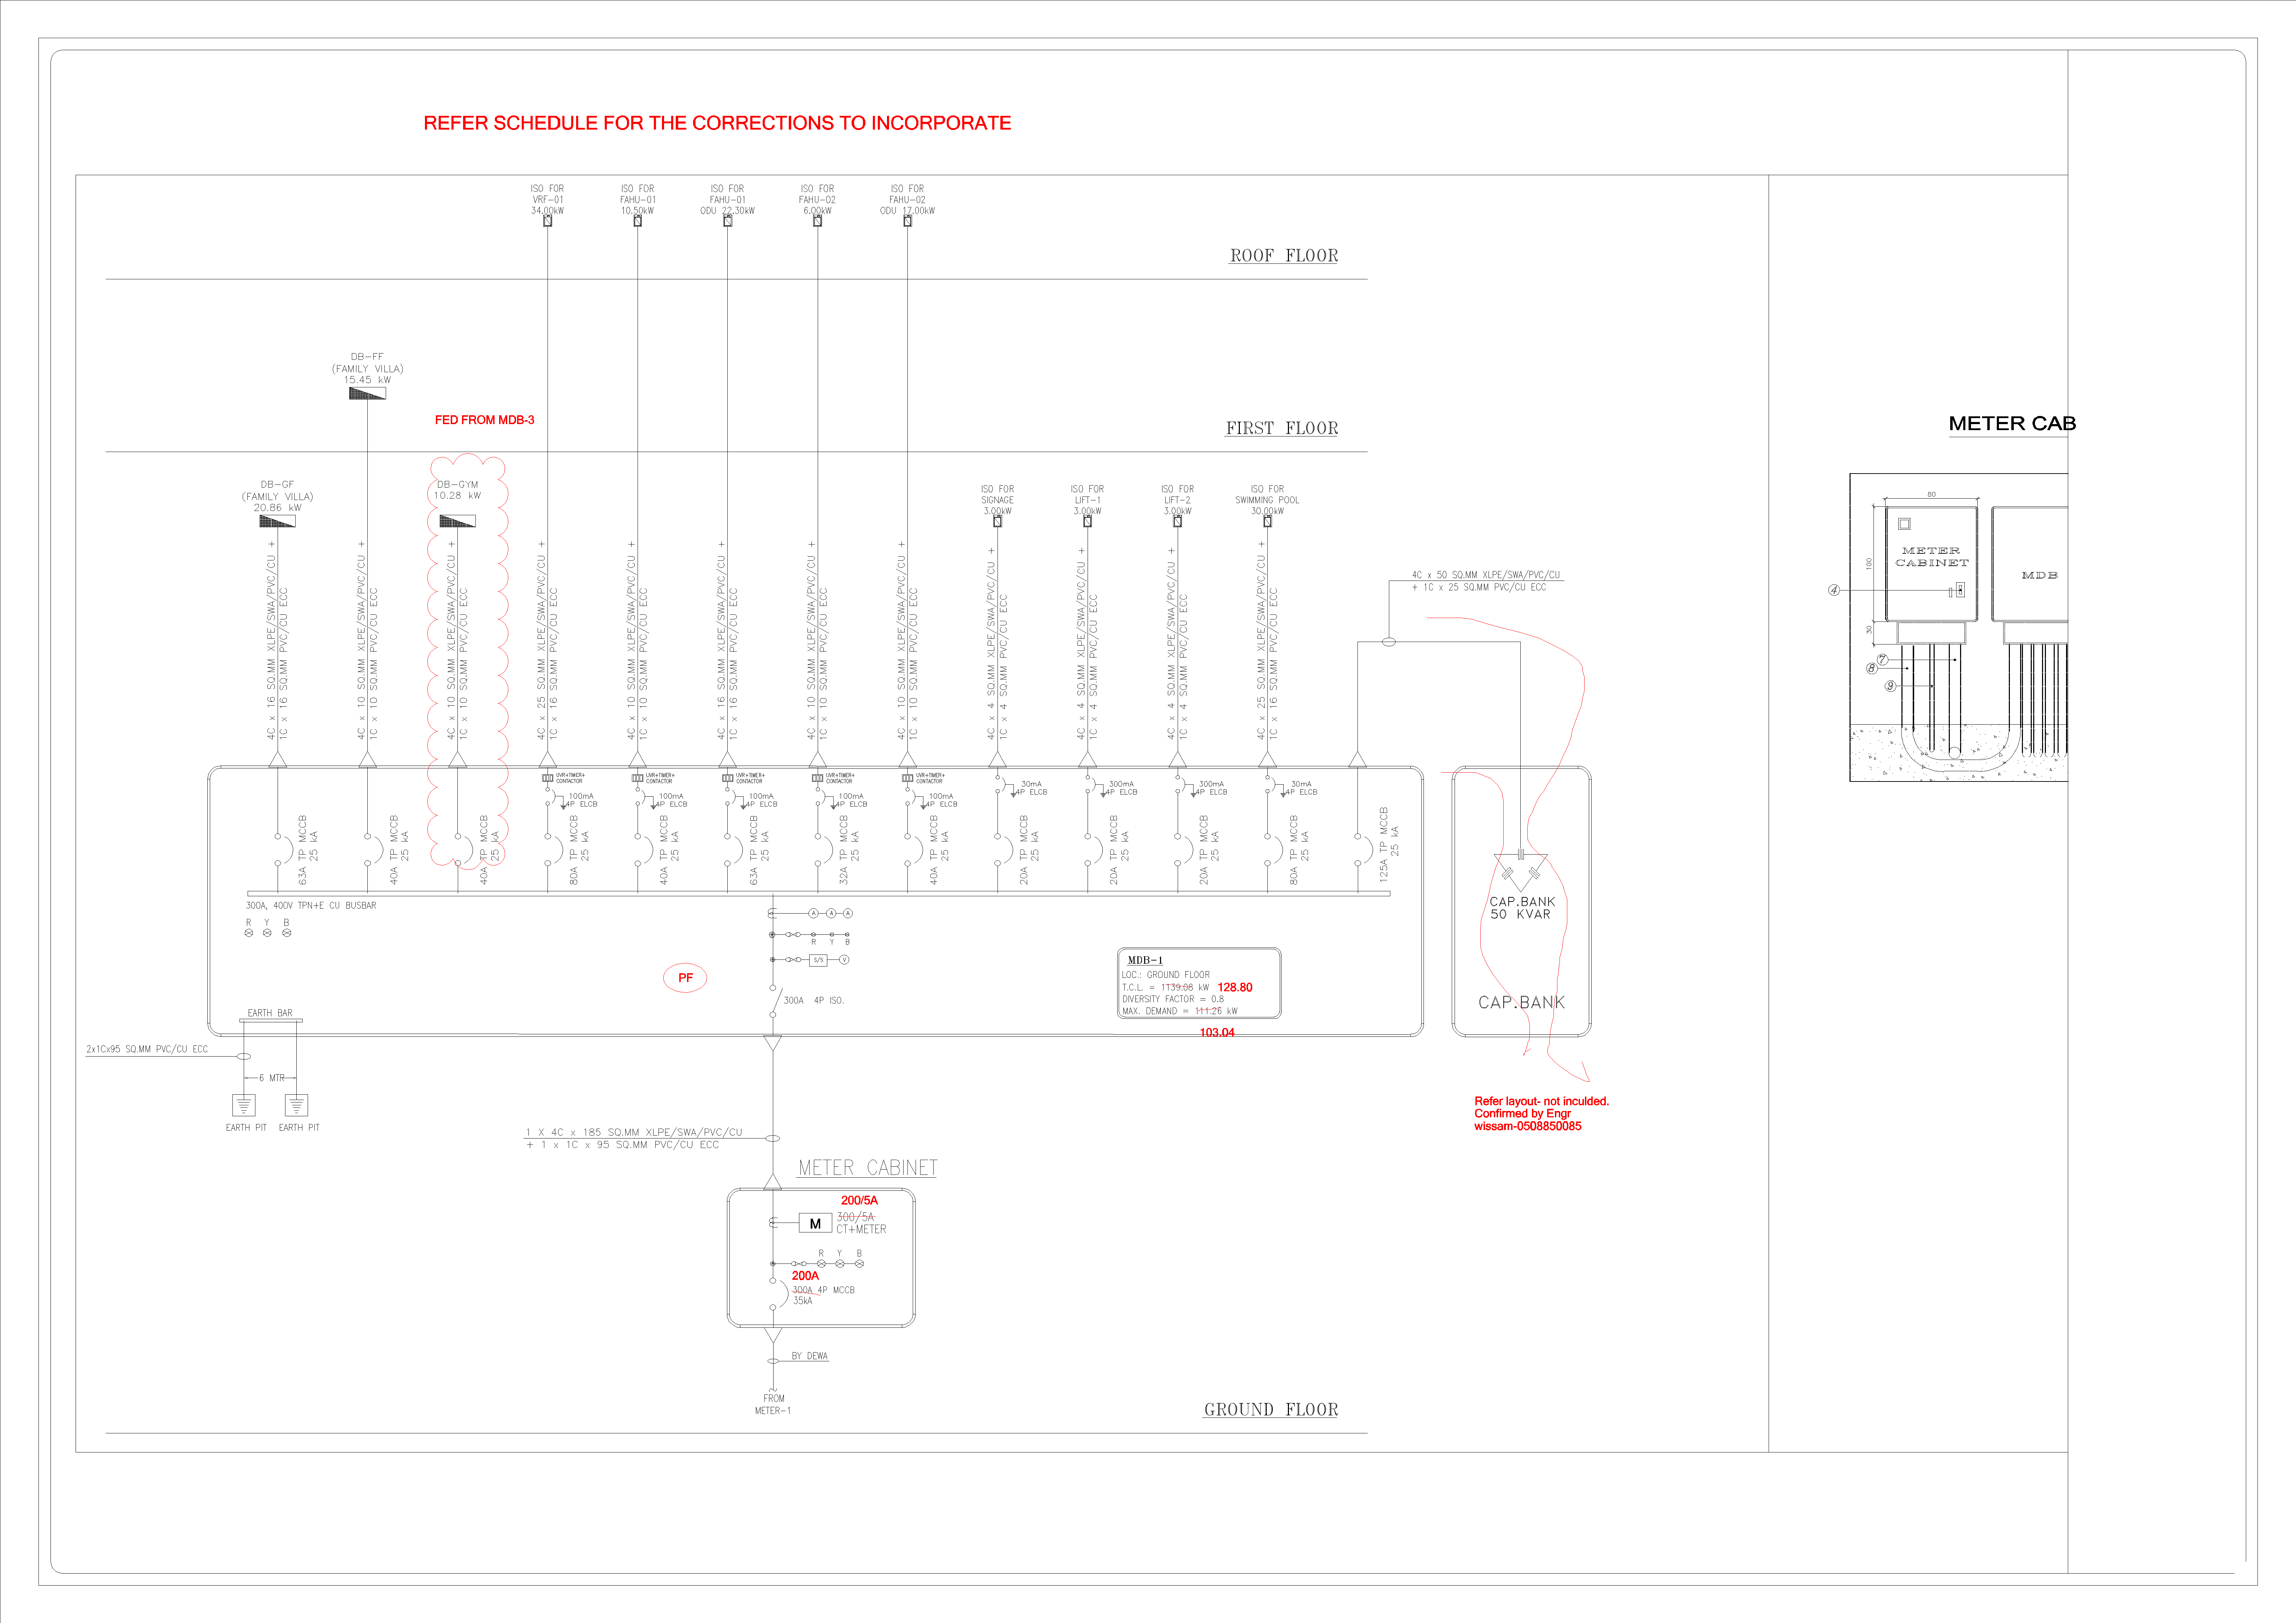 REFER SCHEDULE FOR THE CORRECTIONS TO INCORPORATE
ISO FOR
VRF-01
34.00kW
ISO FOR
FAHU-01
10.50kW
ISO FOR
FAHU-01
ODU 22.30kW
ISO FOR
FAHU-02
6.00kW
ISO FOR
FAHU-02
ODU 17.00kW
ROOF FLOOR
DB-FF
(FAMILY VILLA)
15.45 kW
FED FROM MDB-3
FIRST FLOOR
METER CAB
DB-GF
(FAMILY VILLA)
20.86 kW
DB-GYM
10.28 kW
ISO FOR
SIGNAGE
3.00kW
ISO FOR
LIFT-1
3.00kW
ISO FOR
LIFT-2
3.00kW
ISO FOR
SWIMMING POOL
30.00kW
4C x 16 SQ.MM XLPE/SWA/PVC/CU +
1C x 16 SQ.MM PVC/CU ECC
4C x 10 SQ.MM XLPE/SWA/PVC/CU +
1C x 10 SQ.MM PVC/CU ECC
4C x 10 SQ.MM XLPE/SWA/PVC/CU +
1C x 10 SQ.MM PVC/CU ECC
4C x 25 SQ.MM XLPE/SWA/PVC/CU +
1C x 16 SQ.MM PVC/CU ECC
4C x 10 SQ.MM XLPE/SWA/PVC/CU +
1C x 10 SQ.MM PVC/CU ECC
4C x 16 SQ.MM XLPE/SWA/PVC/CU +
1C x 16 SQ.MM PVC/CU ECC
4C x 10 SQ.MM XLPE/SWA/PVC/CU +
1C x 10 SQ.MM PVC/CU ECC
4C x 10 SQ.MM XLPE/SWA/PVC/CU +
1C x 10 SQ.MM PVC/CU ECC
4C x 4 SQ.MM XLPE/SWA/PVC/CU +
1C x 4 SQ.MM PVC/CU ECC
4C x 4 SQ.MM XLPE/SWA/PVC/CU +
1C x 4 SQ.MM PVC/CU ECC
4C x 4 SQ.MM XLPE/SWA/PVC/CU +
1C x 4 SQ.MM PVC/CU ECC
4C x 25 SQ.MM XLPE/SWA/PVC/CU +
1C x 16 SQ.MM PVC/CU ECC
4C x 50 SQ.MM XLPE/SWA/PVC/CU
+ 1C x 25 SQ.MM PVC/CU ECC
80
100
30
METER
CABINET
MDB
4
7
8
9
UVR+TIMER+
CONTACTOR
100mA
4P ELCB
UVR+TIMER+
CONTACTOR
100mA
4P ELCB
UVR+TIMER+
CONTACTOR
100mA
4P ELCB
UVR+TIMER+
CONTACTOR
100mA
4P ELCB
UVR+TIMER+
CONTACTOR
100mA
4P ELCB
30mA
4P ELCB
300mA
4P ELCB
300mA
4P ELCB
30mA
4P ELCB
63A TP MCCB
25 kA
40A TP MCCB
25 kA
40A TP MCCB
25 kA
80A TP MCCB
25 kA
40A TP MCCB
25 kA
63A TP MCCB
25 kA
32A TP MCCB
25 kA
40A TP MCCB
25 kA
20A TP MCCB
25 kA
20A TP MCCB
25 kA
20A TP MCCB
25 kA
80A TP MCCB
25 kA
125A TP MCCB
25 kA
300A, 400V TPN+E CU BUSBAR
R Y B
A A A
R Y B
S/S V
CAP.BANK
50 KVAR
CAP.BANK
PF
300A 4P ISO.
MDB-1
LOC.: GROUND FLOOR
T.C.L. = 1139.08 kW 128.80
DIVERSITY FACTOR = 0.8
MAX. DEMAND = 111.26 kW
103.04
EARTH BAR
2x1Cx95 SQ.MM PVC/CU ECC
6 MTR
EARTH PIT EARTH PIT
Refer layout- not inculded.
Confirmed by Engr
wissam-0508850085
1 X 4C x 185 SQ.MM XLPE/SWA/PVC/CU
+ 1 x 1C x 95 SQ.MM PVC/CU ECC
METER CABINET
200/5A
M
300/5A
CT+METER
R Y B
200A
300A 4P MCCB
35kA
BY DEWA
FROM
METER-1
GROUND FLOOR